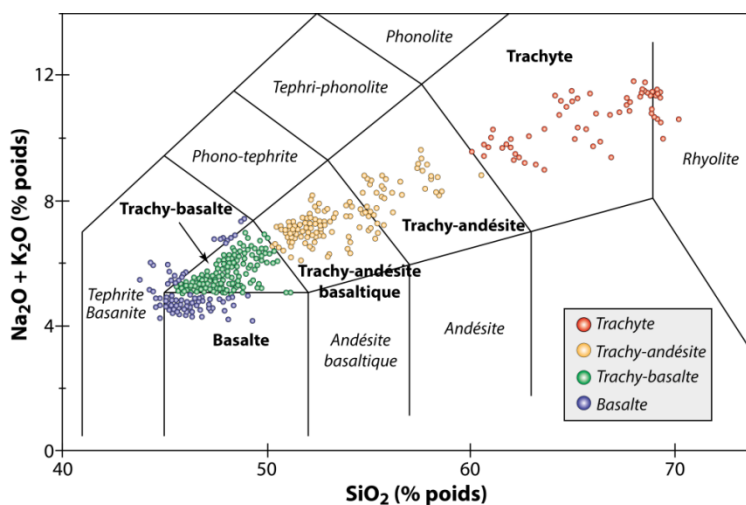 Phonolite
Trachyte
Tephri-phonolite
Phono-tephrite
Rhyolite
Trachy-basalte
Trachy-andésite
Trachy-andésite
basaltique
Tephrite
Basanite
Basalte
Andésite
basaltique
Andésite
Trachyte
Trachy-andésite
Trachy-basalte
Basalte
12
8
4
0
Na₂O + K₂O (% poids)
40
50
60
70
SiO₂ (% poids)